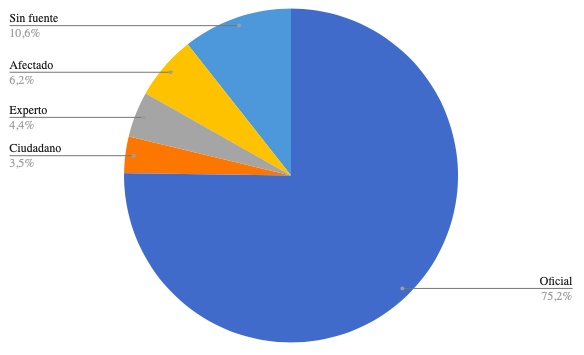 Sin fuente
10,6%
Afectado
6,2%
Experto
4,4%
Ciudadano
3,5%
Oficial
75,2%